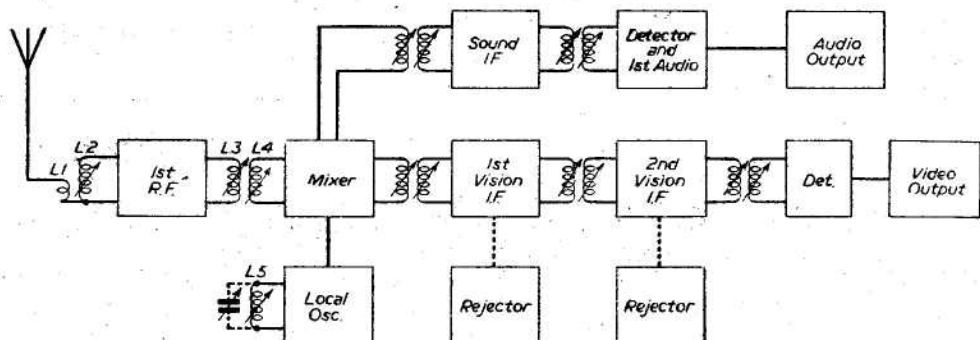 Sound
I.F.
Detector
and
1st Audio
Audio
Output
L1
L2
1st
R.F.
L3
L4
Mixer
1st
Vision
I.F.
2nd
Vision
I.F.
Det.
Video
Output
L5
Local
Osc.
Rejector
Rejector